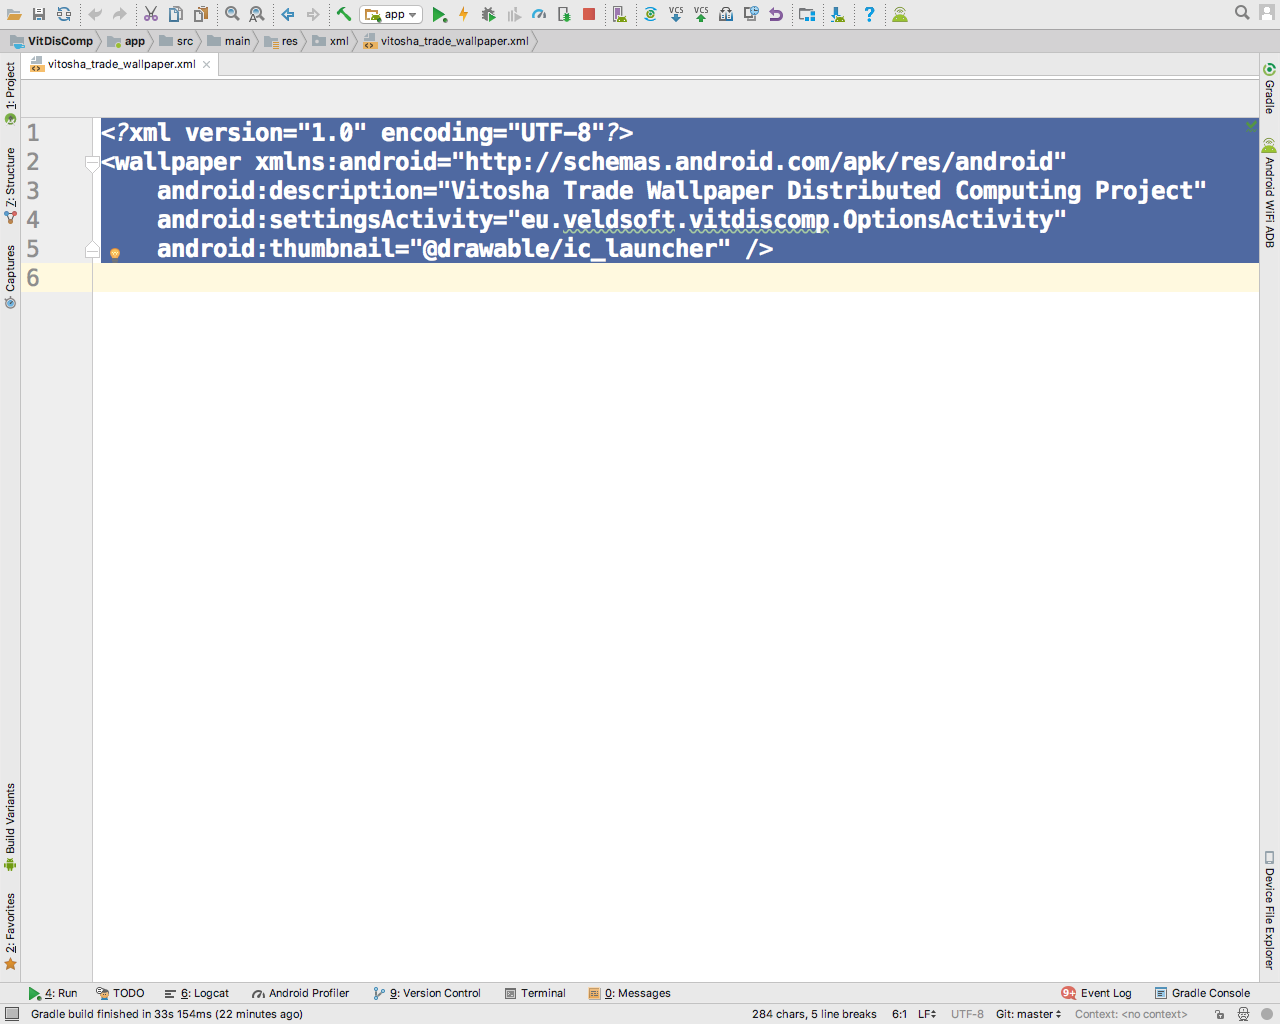 app
VCS VCS
VitDisComp app src main res xml vitosha_trade_wallpaper.xml
vitosha_trade_wallpaper.xml
1 <?xml version="1.0" encoding="UTF-8"?>
2 <wallpaper xmlns:android="http://schemas.android.com/apk/res/android"
3 android:description="Vitosha Trade Wallpaper Distributed Computing Project"
4 android:settingsActivity="eu.veldsoft.vitdiscomp.OptionsActivity"
5 android:thumbnail="@drawable/ic_launcher" />
6
1: Project
Z: Structure
Captures
Build Variants
2: Favorites
Gradle
Android WiFi ADB
Device File Explorer
4: Run TODO 6: Logcat Android Profiler 9: Version Control Terminal 0: Messages 9+ Event Log Gradle Console
Gradle build finished in 33s 154ms (22 minutes ago) 284 chars, 5 line breaks 6:1 LF UTF-8 Git: master Context: <no context>